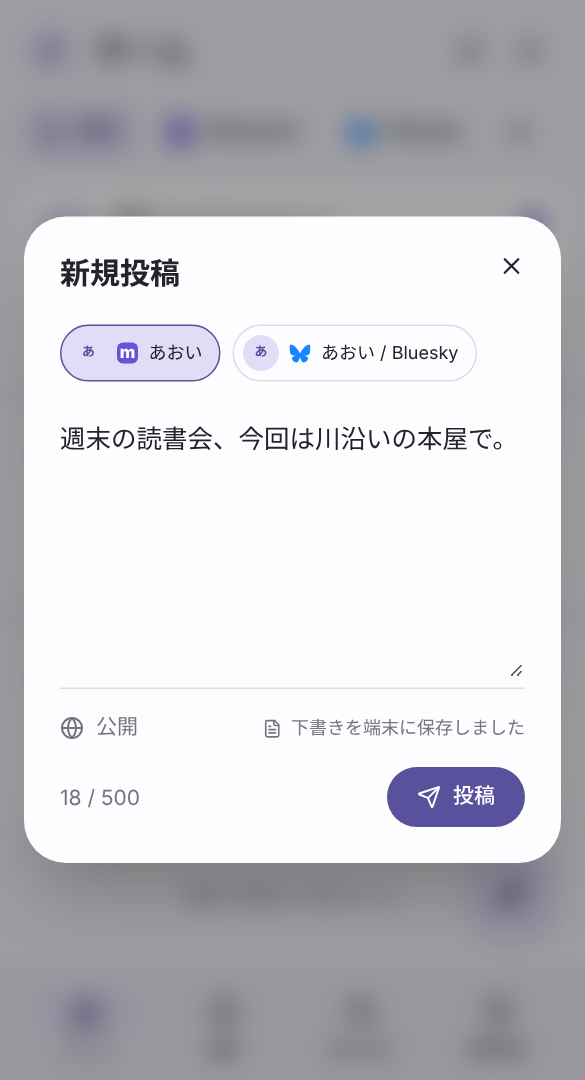 新規投稿
あ m あおい
あ あおい / Bluesky
週末の読書会、今回は川沿いの本屋で。
公開
下書きを端末に保存しました
18 / 500
投稿